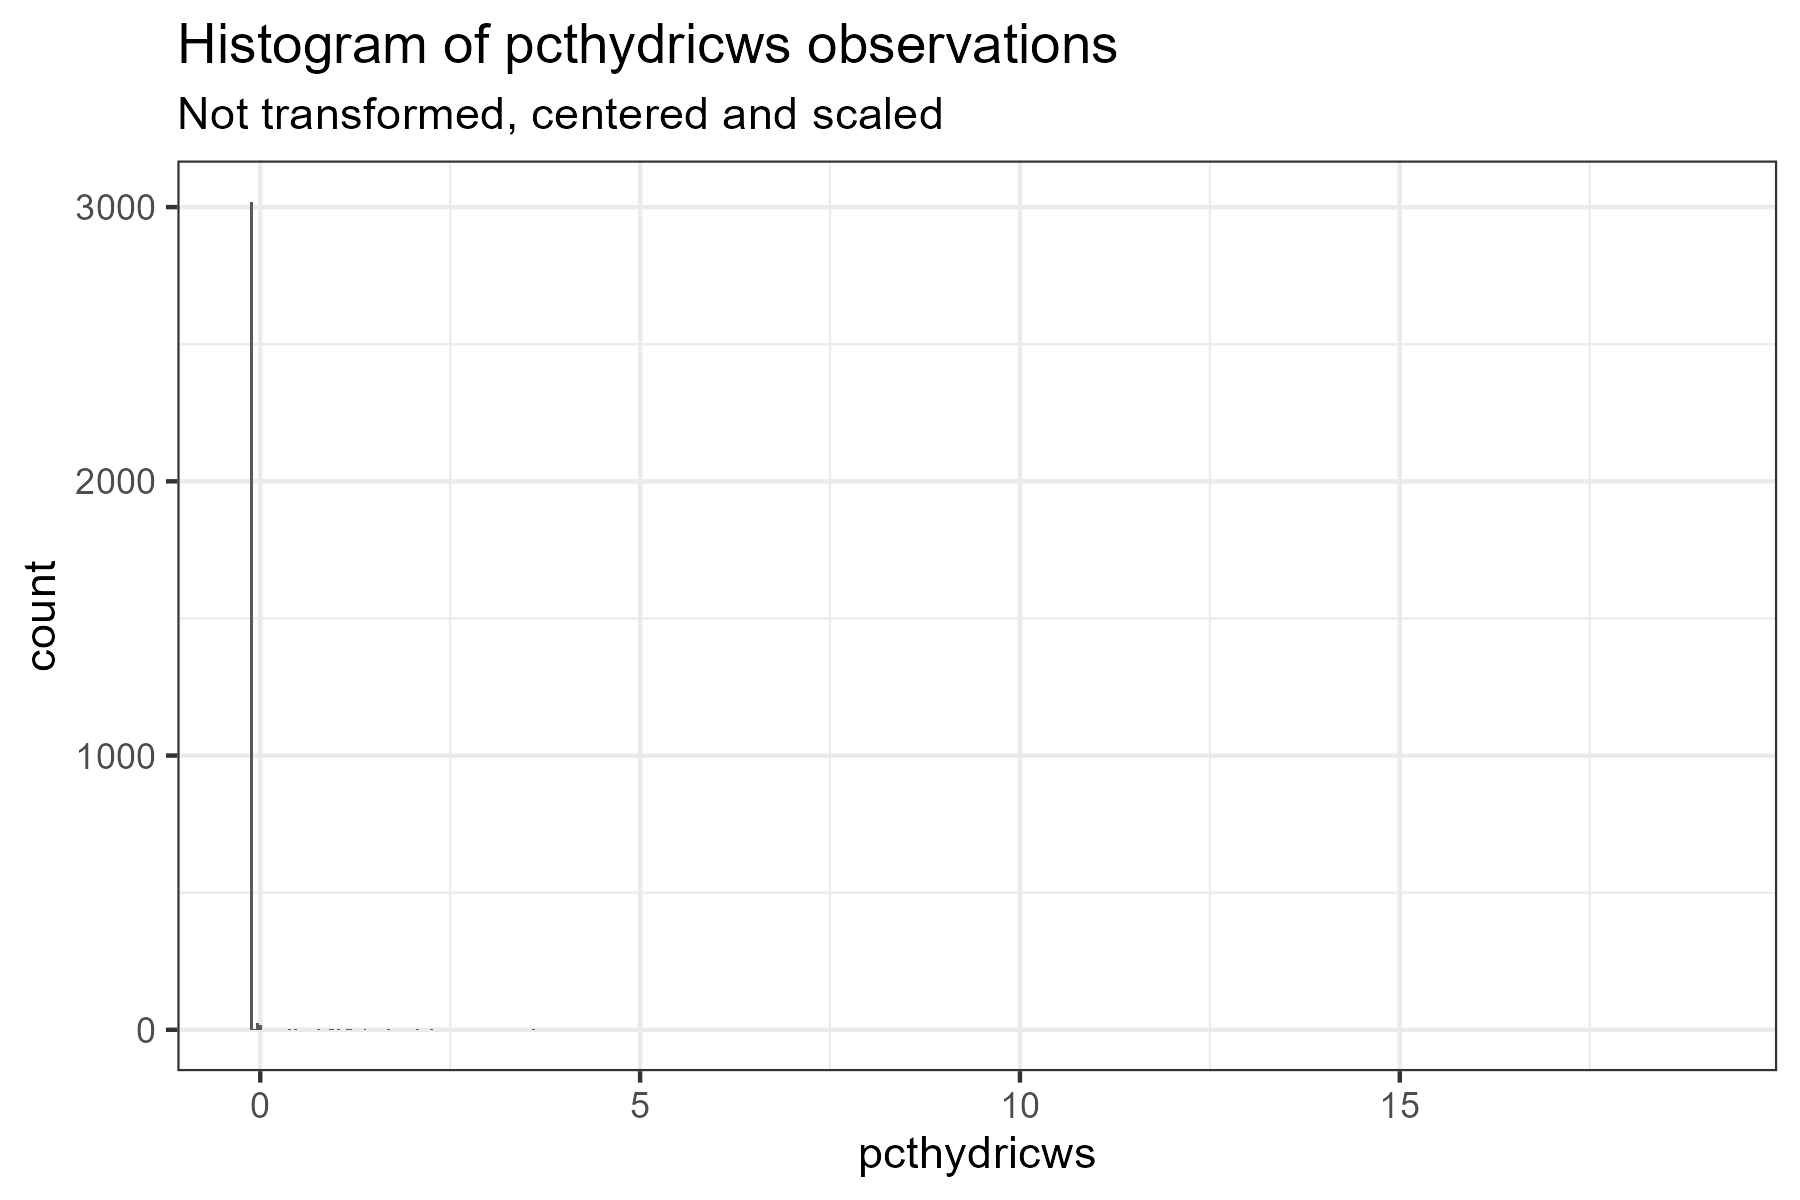 Histogram of pcthydricws observations
Not transformed, centered and scaled
3000
2000
1000
0
count
0 5 10 15
pcthydricws